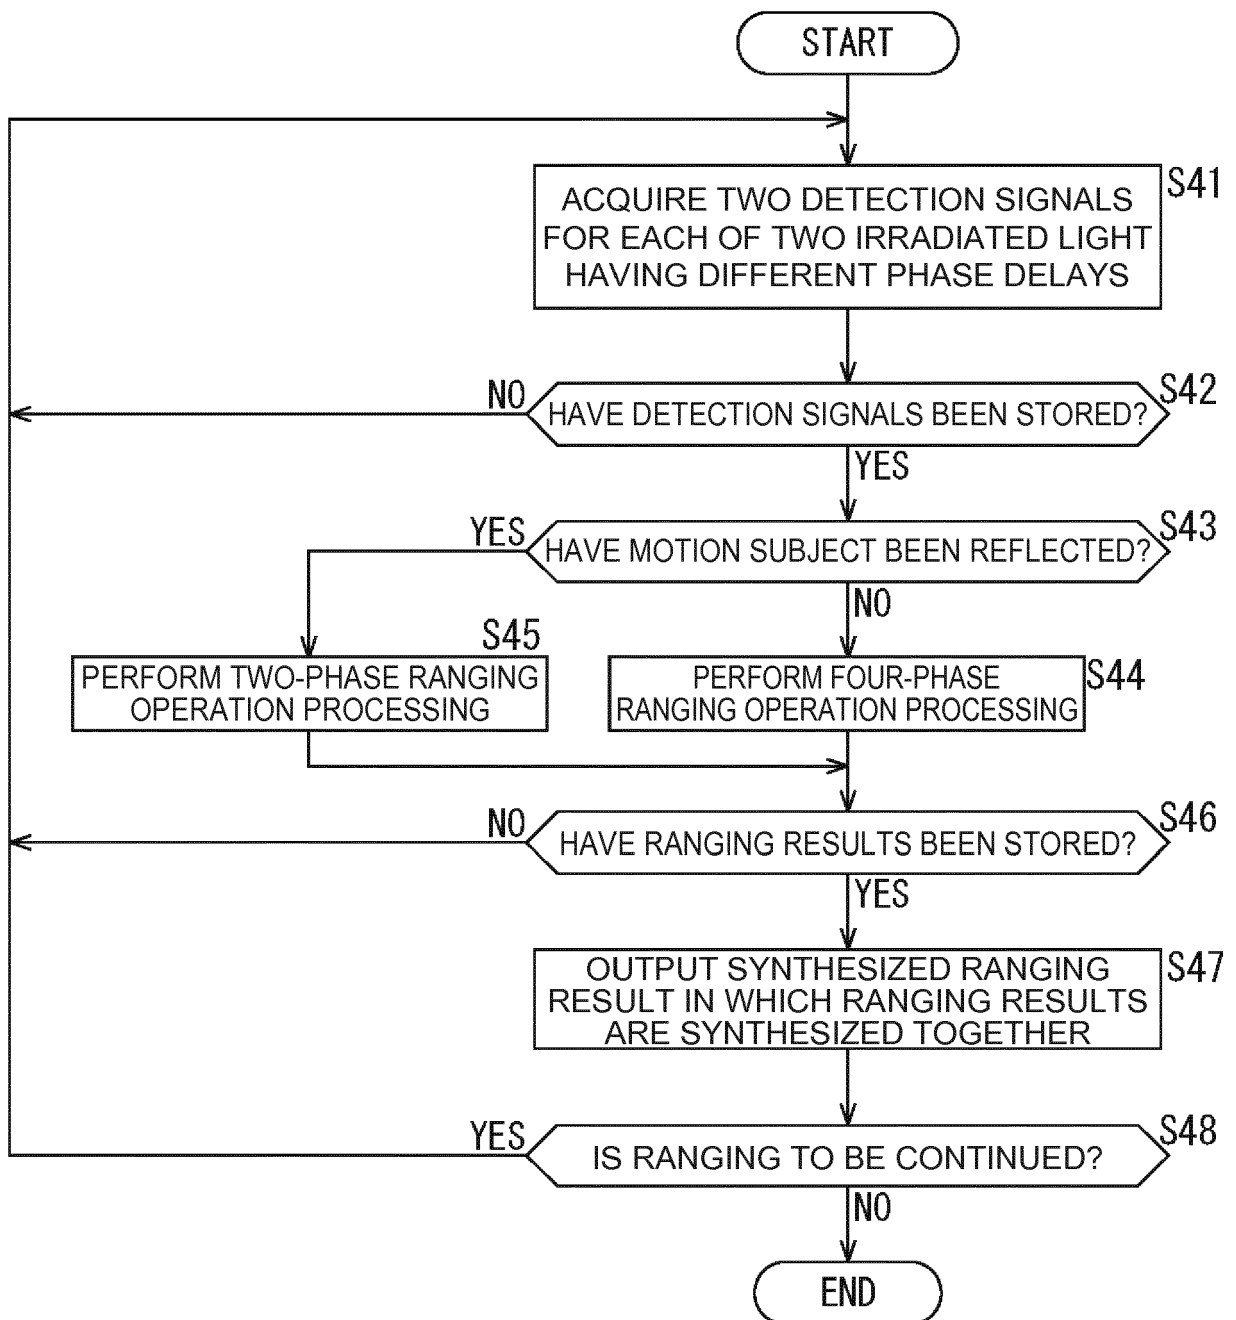 START
S41
ACQUIRE TWO DETECTION SIGNALS
FOR EACH OF TWO IRRADIATED LIGHT
HAVING DIFFERENT PHASE DELAYS
S42
NO
HAVE DETECTION SIGNALS BEEN STORED?
YES
S43
YES
HAVE MOTION SUBJECT BEEN REFLECTED?
NO
S45
PERFORM TWO-PHASE RANGING
OPERATION PROCESSING
S44
PERFORM FOUR-PHASE
RANGING OPERATION PROCESSING
S46
NO
HAVE RANGING RESULTS BEEN STORED?
YES
S47
OUTPUT SYNTHESIZED RANGING
RESULT IN WHICH RANGING RESULTS
ARE SYNTHESIZED TOGETHER
S48
YES
IS RANGING TO BE CONTINUED?
NO
END